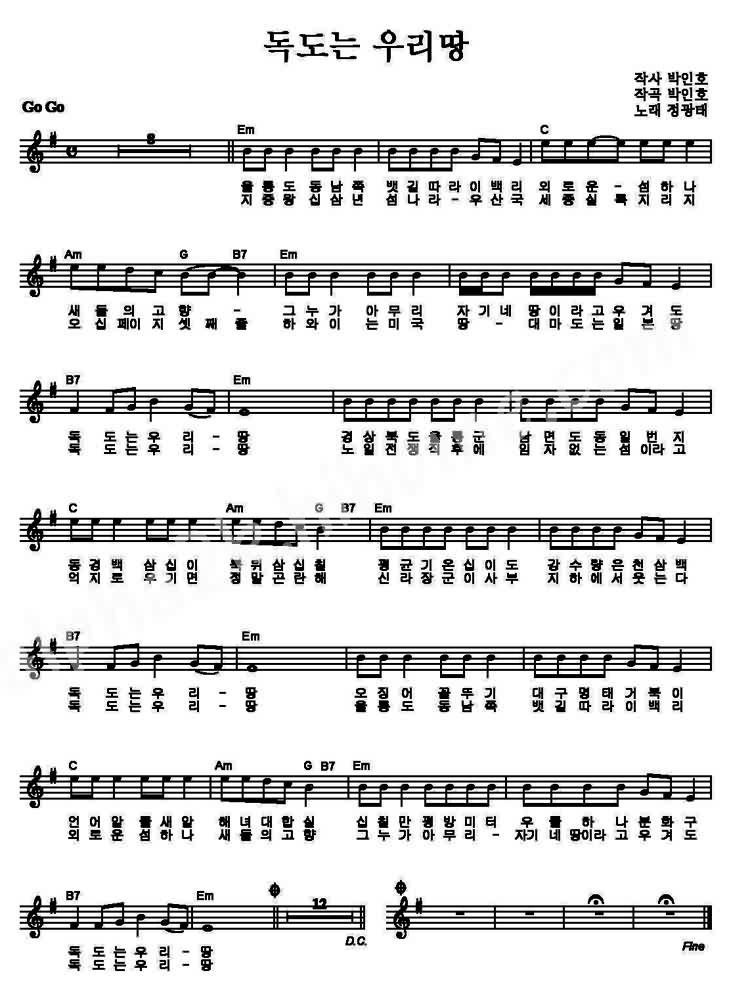 독도는 우리땅
작사 박인호
작곡 박인호
노래 정광태
Go Go
8
Em C
울 릉 도 동 남 쪽 뱃 길 따 라 이 백 리 외 로 운 - 섬 하 나
지 증 왕 십 삼 년 섬 나 라 - 우 산 국 세 종 실 록 지 리 지
Am G B7 Em
새 들 의 고 향 - 그 누 가 아 무 리 자 기 네 땅 이 라 고 우 겨 도
오 십 페이 지 셋 째 줄 하 와 이 는 미 국 땅 - 대 마 도 는 일 본 땅
B7 Em
독 도 는 우 리 - 땅 경 상 북 도 울 릉 군 남 면 도 동 일 번 지
독 도 는 우 리 - 땅 노 일 전 쟁 직 후 에 임 자 없 는 섬 이 라 고
C Am G B7 Em
동 경 백 삼 십 이 북 위 삼 십 칠 평 균 기 온 십 이 도 강 수 량 은 천 삼 백
억 지 로 우 기 면 정 말 곤 란 해 신 라 장 군 이 사 부 지 하 에 서 웃 는 다
B7 Em
독 도 는 우 리 - 땅 오 징 어 꼴 뚜 기 대 구 명 태 거 북 이
독 도 는 우 리 - 땅 울 릉 도 동 남 쪽 뱃 길 따 라 이 백 리
C Am G B7 Em
연 어 알 물 새 알 해 녀 대 합 실 십 칠 만 평 방 미 터 우 물 하 나 분 화 구
외 로 운 섬 하 나 새 들 의 고 향 그 누 가 아 무 리 - 자기 네 땅이라 고 우 겨 도
B7 Em 12
D.C. Fine
독 도 는 우 리 - 땅
독 도 는 우 리 - 땅